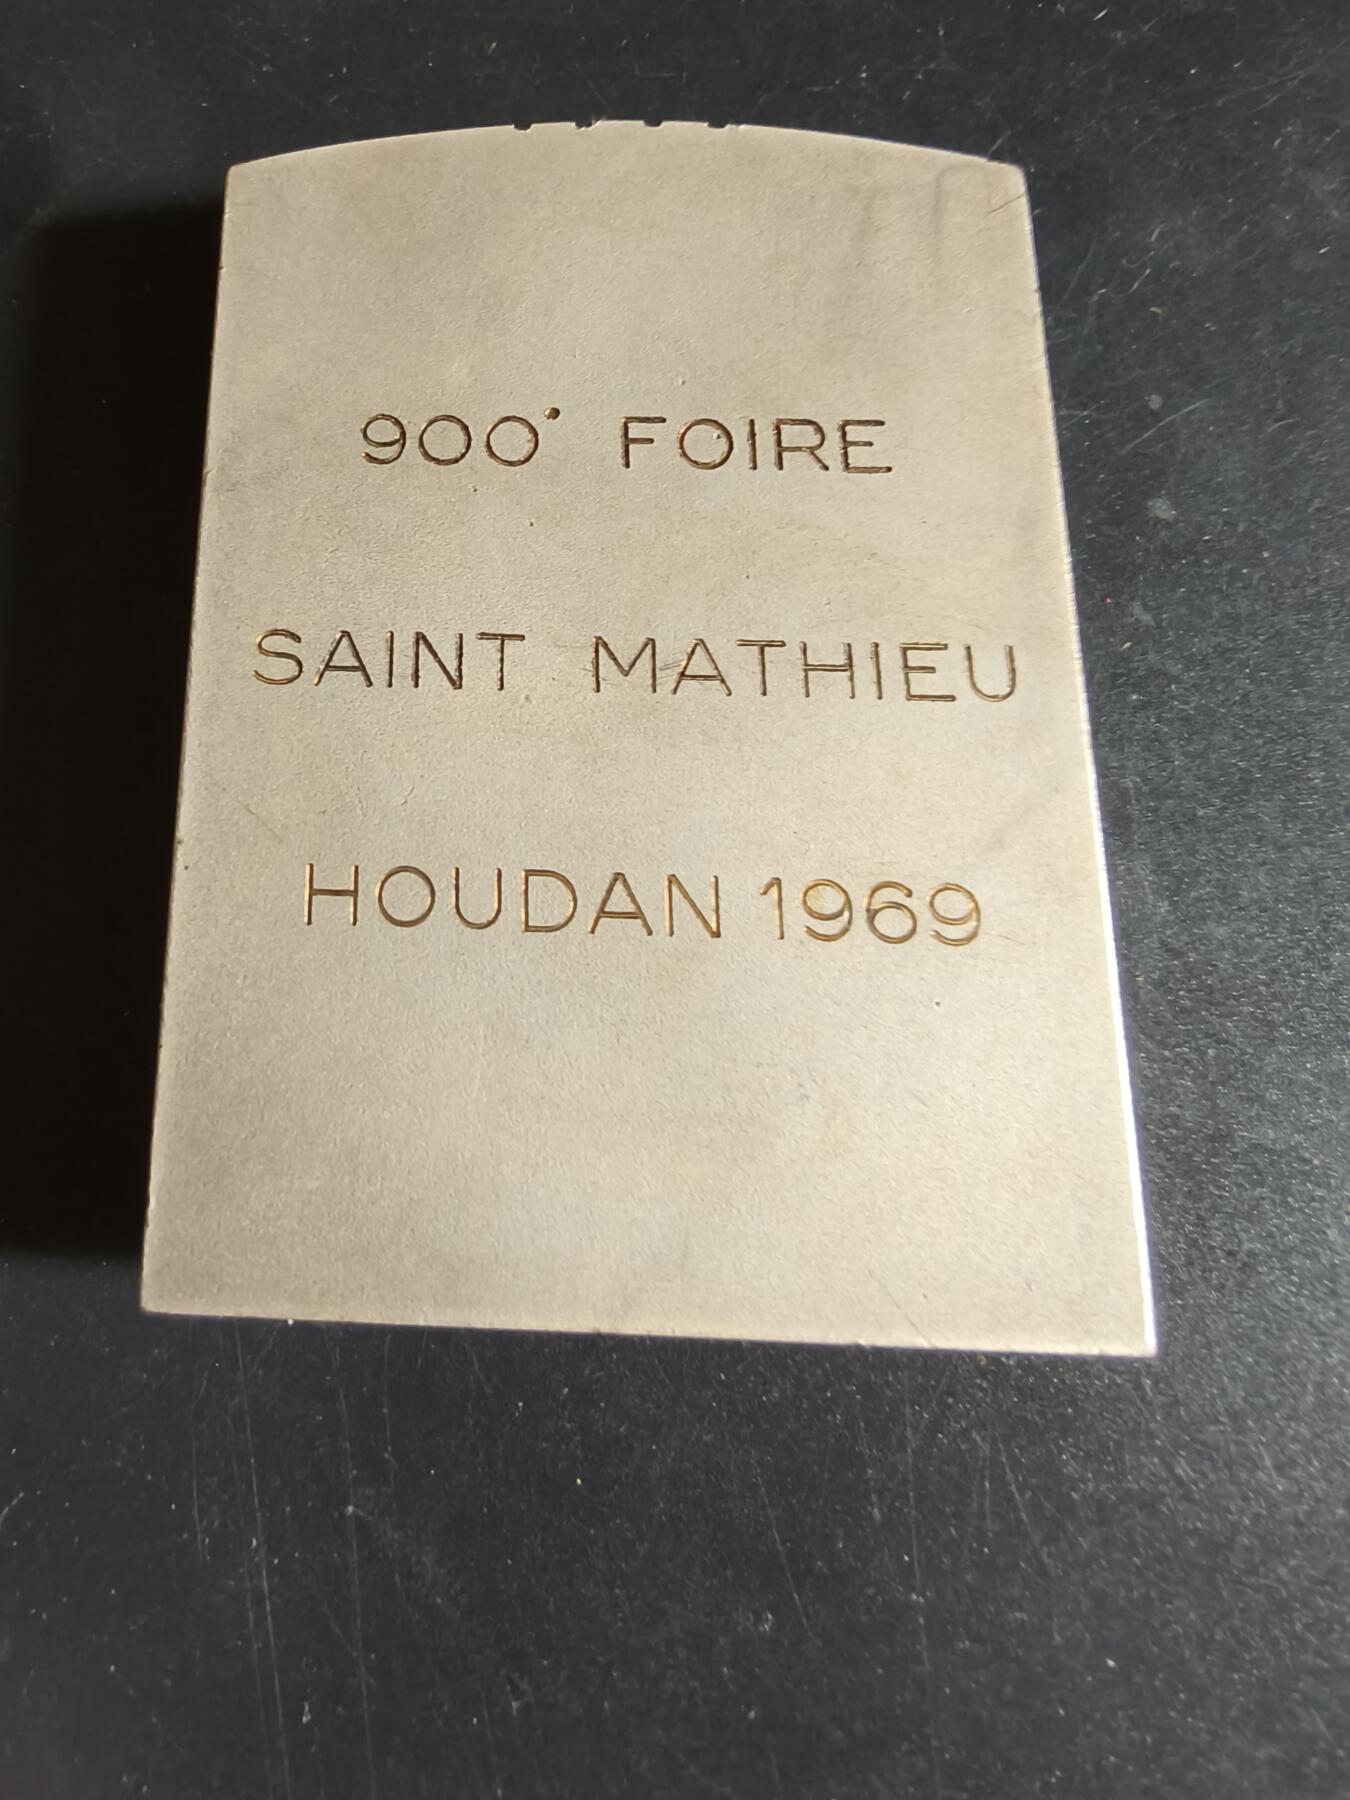 900° FOIRE
SAINT MATHIEU
HOUDAN 1969